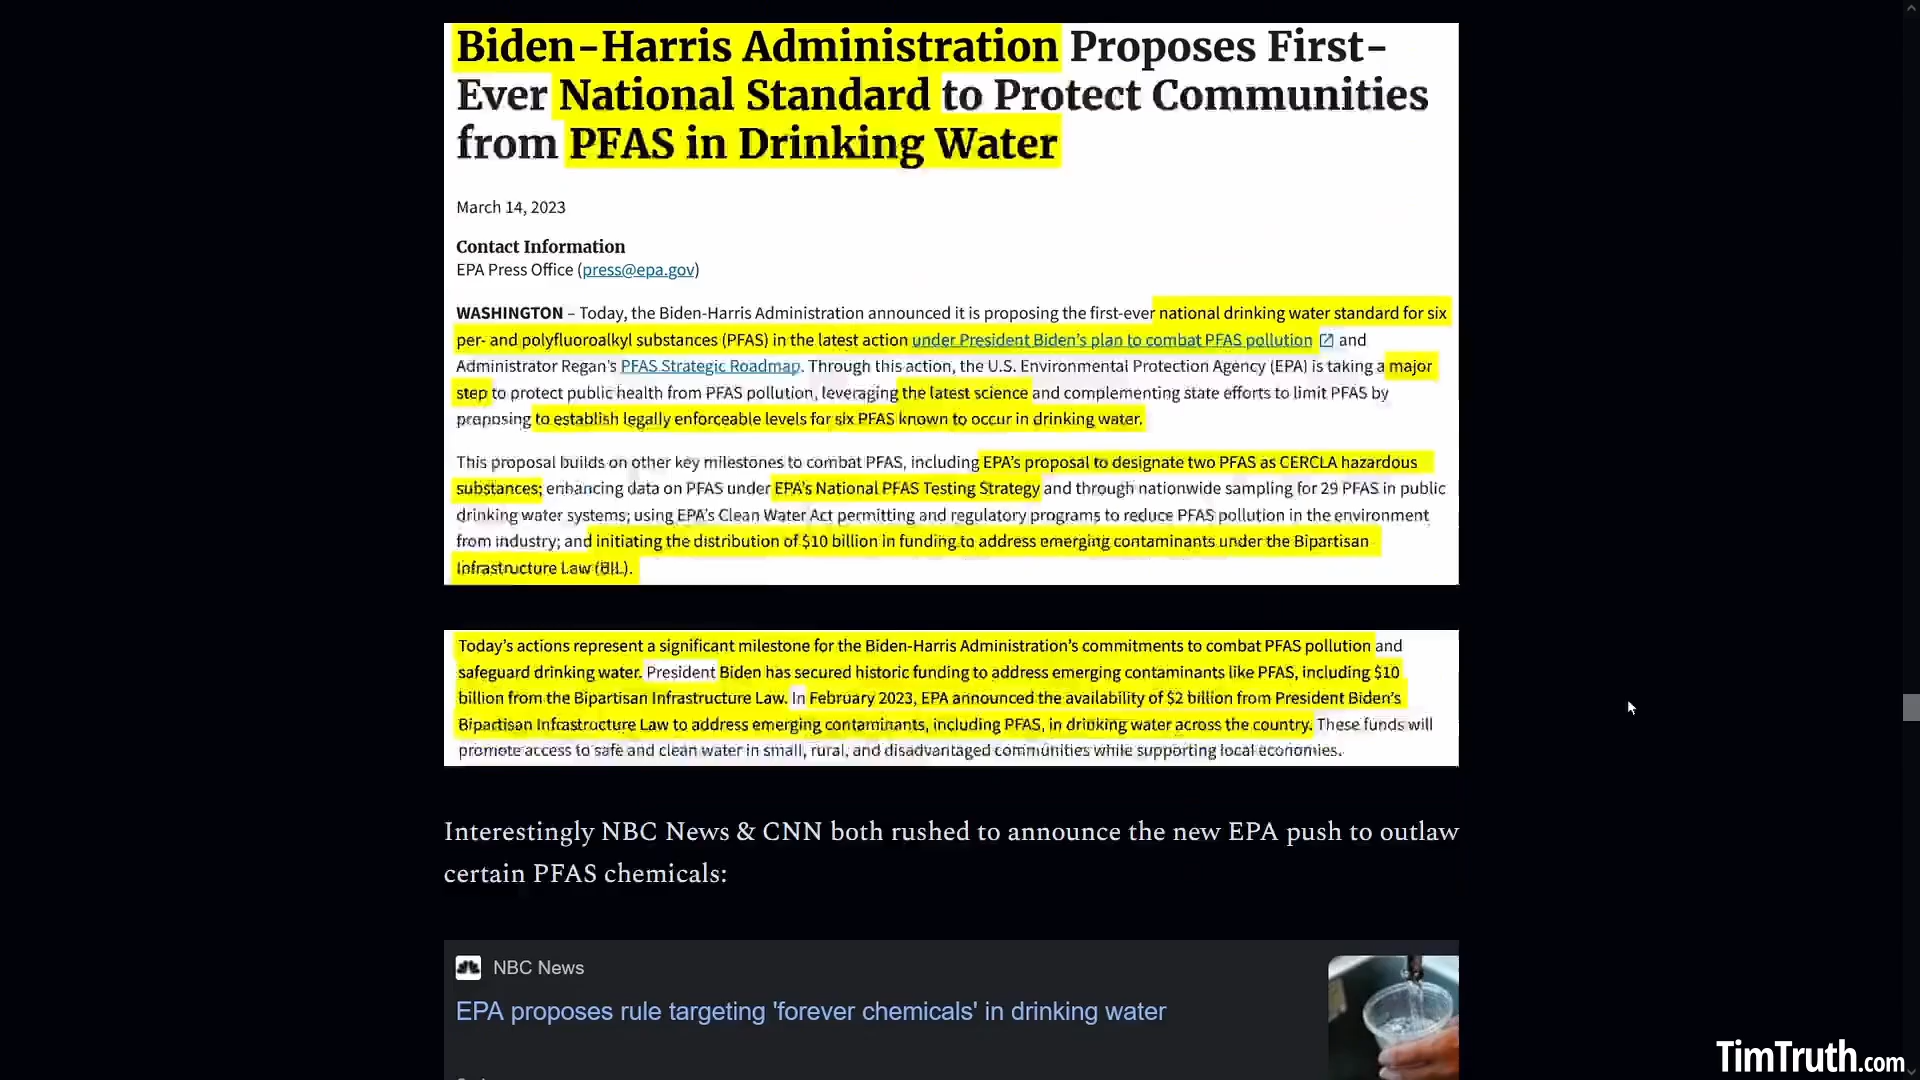 Biden-Harris Administration Proposes First-
Ever National Standard to Protect Communities
from PFAS in Drinking Water
March 14, 2023
Contact Information
EPA Press Office (press@epa.gov)
WASHINGTON – Today, the Biden-Harris Administration announced it is proposing the first-ever national drinking water standard for six
per- and polyfluoroalkyl substances (PFAS) in the latest action under President Biden's plan to combat PFAS pollution and
Administrator Regan's PFAS Strategic Roadmap. Through this action, the U.S. Environmental Protection Agency (EPA) is taking a major
step to protect public health from PFAS pollution, leveraging the latest science and complementing state efforts to limit PFAS by
proposing to establish legally enforceable levels for six PFAS known to occur in drinking water.
This proposal builds on other key milestones to combat PFAS, including EPA's proposal to designate two PFAS as CERCLA hazardous
substances; enhancing data on PFAS under EPA's National PFAS Testing Strategy and through nationwide sampling for 29 PFAS in public
drinking water systems; using EPA's Clean Water Act permitting and regulatory programs to reduce PFAS pollution in the environment
from industry; and initiating the distribution of $10 billion in funding to address emerging contaminants under the Bipartisan
Infrastructure Law (BIL).
Today's actions represent a significant milestone for the Biden-Harris Administration's commitments to combat PFAS pollution and
safeguard drinking water. President Biden has secured historic funding to address emerging contaminants like PFAS, including $10
billion from the Bipartisan Infrastructure Law. In February 2023, EPA announced the availability of $2 billion from President Biden's
Bipartisan Infrastructure Law to address emerging contaminants, including PFAS, in drinking water across the country. These funds will
promote access to safe and clean water in small, rural, and disadvantaged communities while supporting local economies.
Interestingly NBC News & CNN both rushed to announce the new EPA push to outlaw
certain PFAS chemicals:
NBC News
EPA proposes rule targeting 'forever chemicals' in drinking water
TimTruth.com